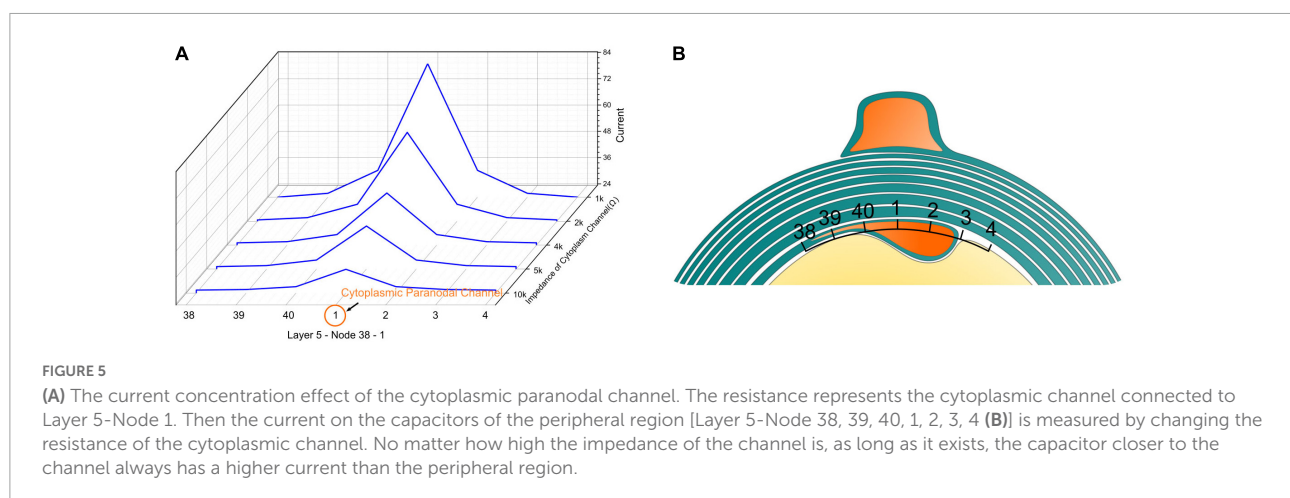 A
B
84
72
60
48
36
24
Current
1k
2k
4k
5k
10k
Impedance of Cytoplasm Channel(Ω)
Cytoplasmic Paranodal Channel
38 39 40 1 2 3 4
Layer 5 - Node 38 - 1
38 39 40 1 2 3 4
FIGURE 5
(A) The current concentration effect of the cytoplasmic paranodal channel. The resistance represents the cytoplasmic channel connected to
Layer 5-Node 1. Then the current on the capacitors of the peripheral region [Layer 5-Node 38, 39, 40, 1, 2, 3, 4 (B)] is measured by changing the
resistance of the cytoplasmic channel. No matter how high the impedance of the channel is, as long as it exists, the capacitor closer to the
channel always has a higher current than the peripheral region.